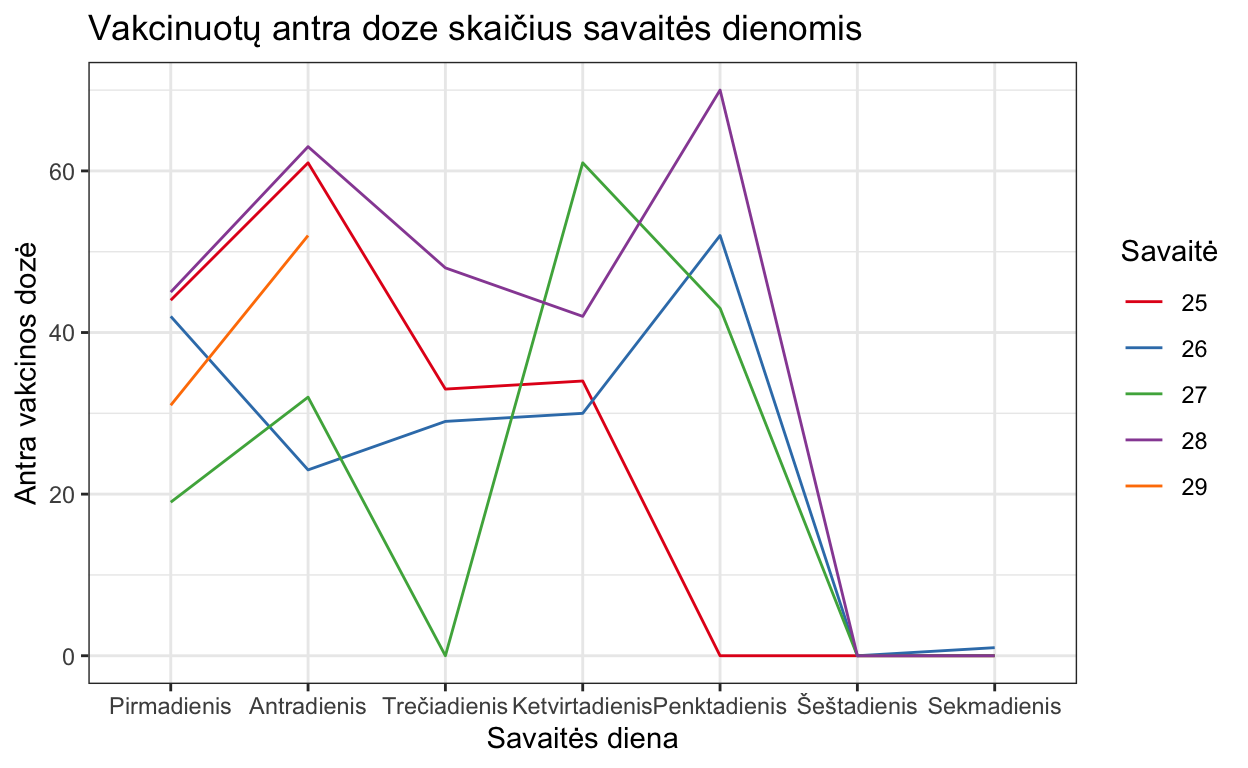 Vakcinuotų antra doze skaičius savaitės dienomis
Antra vakcinos dozė
60
40
20
0
Pirmadienis Antradienis Trečiadienis Ketvirtadienis Penktadienis Šeštadienis Sekmadienis
Savaitės diena
Savaitė
25
26
27
28
29